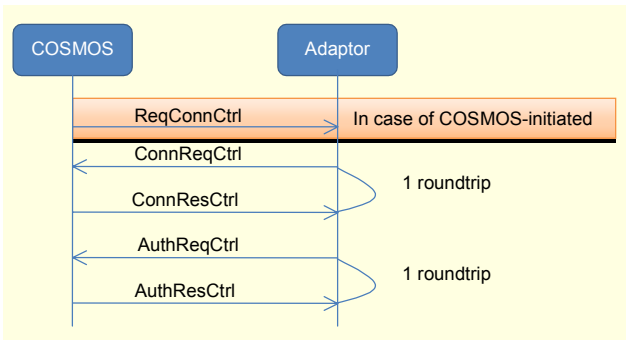 COSMOS
Adaptor
ReqConnCtrl
In case of COSMOS-initiated
ConnReqCtrl
1 roundtrip
ConnResCtrl
AuthReqCtrl
1 roundtrip
AuthResCtrl